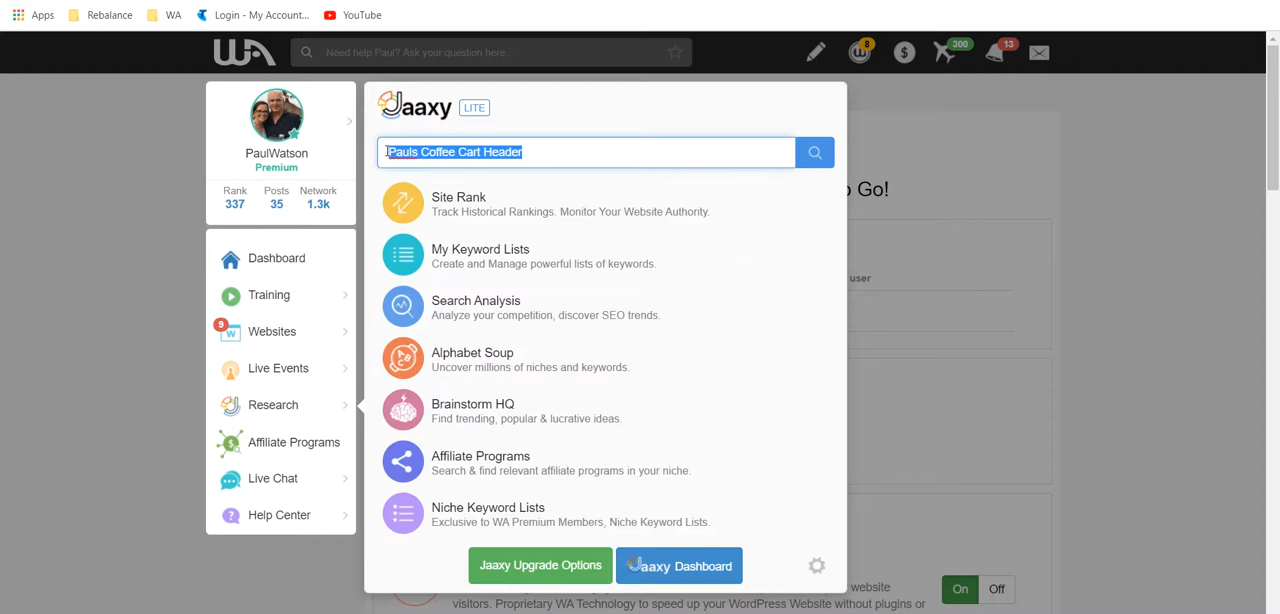 Apps Rebalance WA Login - My Account... YouTube
WA Need help Paul? Ask your question here... 8 300 13
PaulWatson
Premium
Rank Posts Network
337 35 1.3k
Dashboard
Training
9 Websites
Live Events
Research
Affiliate Programs
Live Chat
Help Center
Jaaxy LITE
Pauls Coffee Cart Header
Site Rank
Track Historical Rankings. Monitor Your Website Authority.
My Keyword Lists
Create and Manage powerful lists of keywords.
Search Analysis
Analyze your competition, discover SEO trends.
Alphabet Soup
Uncover millions of niches and keywords.
Brainstorm HQ
Find trending, popular & lucrative ideas.
Affiliate Programs
Search & find relevant affiliate programs in your niche.
Niche Keyword Lists
Exclusive to WA Premium Members, Niche Keyword Lists.
Jaaxy Upgrade Options Jaaxy Dashboard
o Go!
user
website
visitors. Proprietary WA Technology to speed up your WordPress Website without plugins or
On Off